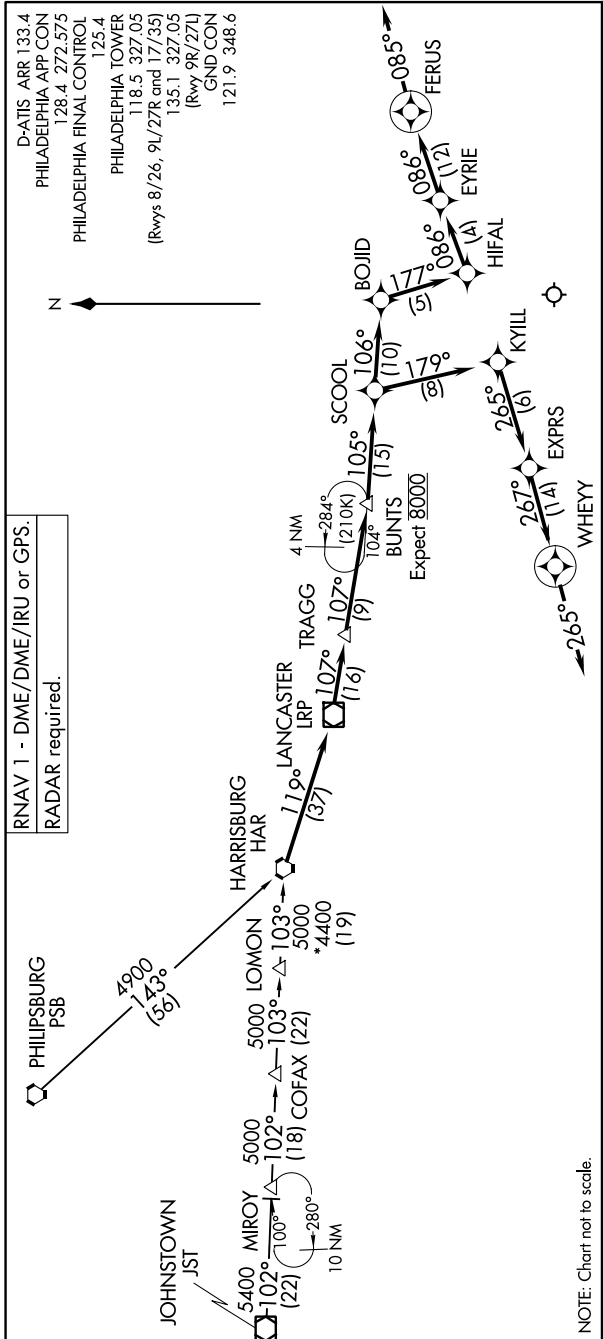 RNAV 1 - DME/DME/IRU or GPS.
RADAR required.
D-ATIS ARR 133.4
PHILADELPHIA APP CON
128.4 272.575
PHILADELPHIA FINAL CONTROL
125.4
PHILADELPHIA TOWER
118.5 327.05
(Rwys 8/26, 9L/27R and 17/35)
135.1 327.05
(Rwy 9R/27L)
GND CON
121.9 348.6
N
PHILIPSBURG
PSB
4900
143°
(56)
JOHNSTOWN
JST
5400
102°
(22)
MIROY
100°
280°
10 NM
5000
102°
(18)
COFAX
5000
103°
(22)
LOMON
103°
5000
*4400
(19)
HARRISBURG
HAR
119°
(37)
LANCASTER
LRP
107°
(16)
TRAGG
107°
(9)
4 NM
284°
(210K)
104°
BUNTS
Expect 8000
105°
(15)
SCOOL
106°
(10)
BOJID
177°
(5)
HIFAL
086°
(4)
EYRIE
086°
(12)
FERUS
085°
179°
(8)
KYILL
265°
(6)
EXPRS
267°
(14)
WHEYY
265°
NOTE: Chart not to scale.